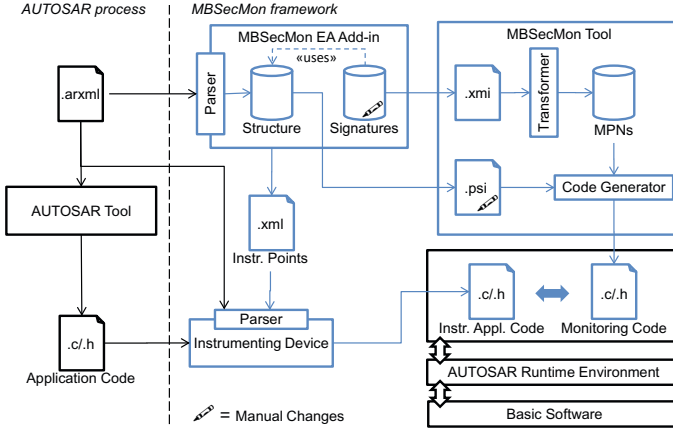 AUTOSAR process
MBSecMon framework
MBSecMon EA Add-in
«uses»
Parser
Structure
Signatures
.arxml
MBSecMon Tool
.xmi
Transformer
MPNs
.psi
Code Generator
AUTOSAR Tool
.xml
Instr. Points
Parser
Instrumenting Device
.c/.h
Application Code
.c/.h
Instr. Appl. Code
.c/.h
Monitoring Code
AUTOSAR Runtime Environment
Basic Software
= Manual Changes